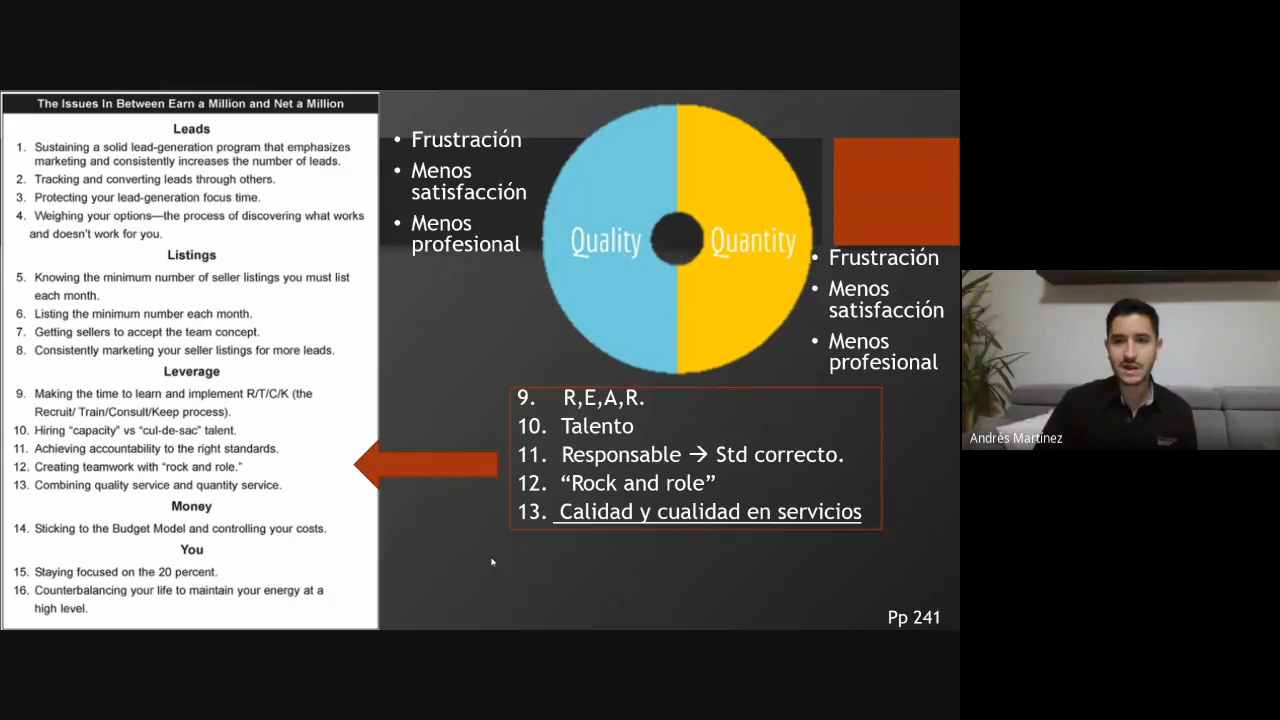 The Issues In Between Earn a Million and Net a Million
Leads
1. Sustaining a solid lead-generation program that emphasizes
marketing and consistently increases the number of leads.
2. Tracking and converting leads through others.
3. Protecting your lead-generation focus time.
4. Weighing your options—the process of discovering what works
and doesn't work for you.
Listings
5. Knowing the minimum number of seller listings you must list
each month.
6. Listing the minimum number each month.
7. Getting sellers to accept the team concept.
8. Consistently marketing your seller listings for more leads.
Leverage
9. Making the time to learn and implement R/T/C/K (the
Recruit/ Train/Consult/Keep process).
10. Hiring “capacity” vs “cul-de-sac” talent.
11. Achieving accountability to the right standards.
12. Creating teamwork with “rock and role.”
13. Combining quality service and quantity service.
Money
14. Sticking to the Budget Model and controlling your costs.
You
15. Staying focused on the 20 percent.
16. Counterbalancing your life to maintain your energy at a
high level.
• Frustración
• Menos
satisfacción
• Menos
profesional
Quality
Quantity
• Frustración
• Menos
satisfacción
• Menos
profesional
9. R,E,A,R.
10. Talento
11. Responsable → Std correcto.
12. “Rock and role”
13. Calidad y cualidad en servicios
Pp 241
Andrés Martínez